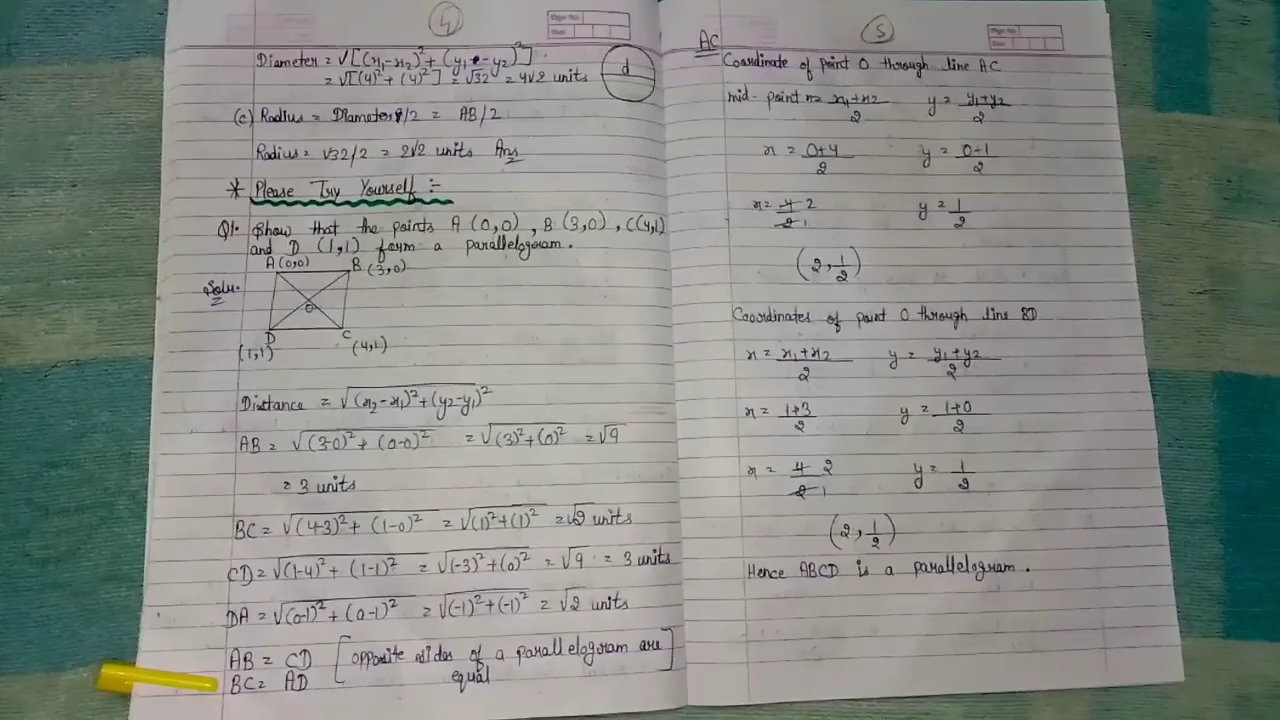 4
Page No.
Date
Diameter = √[(x₁-x₂)² + (y₁-y₂)²]
= √[(4)² + (4)²] = √32 = 4√2 units
d
(c) Radius = Diameter/2 = AB/2
Radius = √32/2 = 2√2 units Ans
* Please Try Yourself :-
Q1. Show that the points A (0,0), B (3,0), C(4,1)
and D (1,1) form a parallelogram.
Solu.
A(0,0) B (3,0)
O
D C
(1,1) (4,1)
Distance = √(x₂-x₁)²+(y₂-y₁)²
AB = √(3-0)² + (0-0)² = √(3)²+(0)² = √9
= 3 units
BC = √(4-3)² + (1-0)² = √(1)²+(1)² = √2 units
CD = √(1-4)² + (1-1)² = √(-3)²+(0)² = √9 = 3 units
DA = √(0-1)² + (0-1)² = √(-1)²+(-1)² = √2 units
AB = CD [opposite sides of a parallelogram are
BC = AD equal]
5
Page No.
Date
AC
Coordinate of point O through line AC
mid-point x = x₁+x₂/2 y = y₁+y₂/2
x = 0+4/2 y = 0-1/2
x = 4/2 2/1 y = 1/2
(2, 1/2)
Coordinates of point O through line BD
x = x₁+x₂/2 y = y₁+y₂/2
x = 1+3/2 y = 1+0/2
x = 4/2 2/1 y = 1/2
(2, 1/2)
Hence ABCD is a parallelogram.